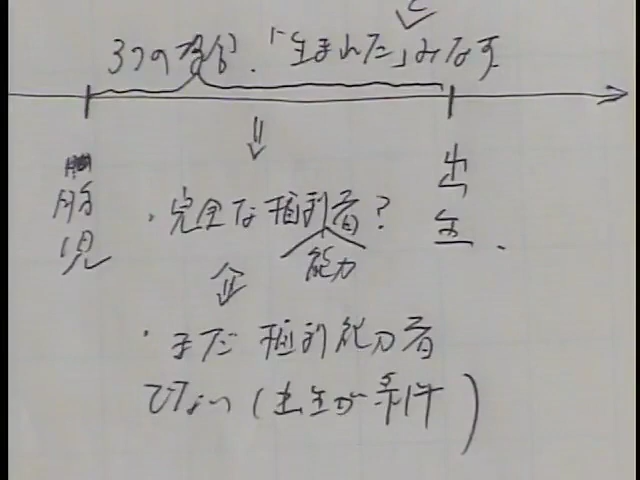 3つの場合、「生まれた」とみなす
胎児
出生.
・完全な権利者?
能力
・まだ権利能力者
でない(出生が条件)